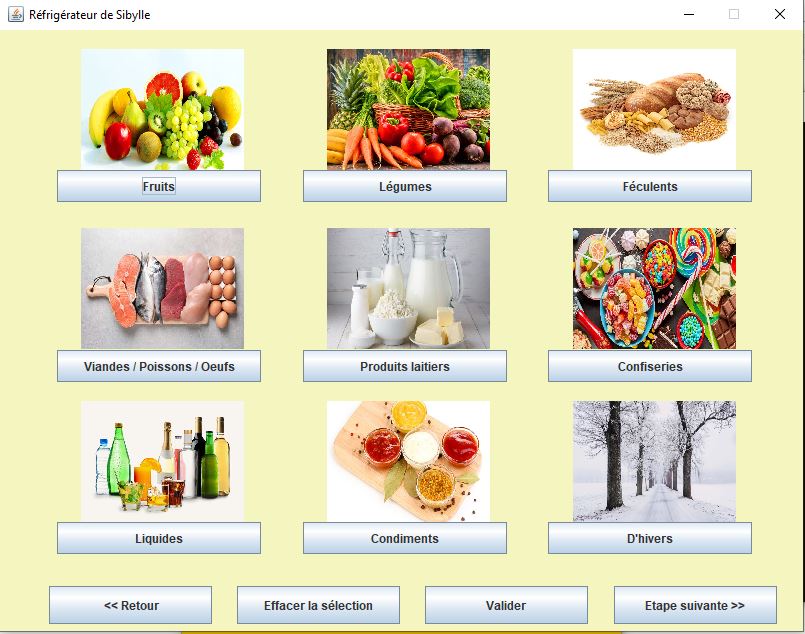 Réfrigérateur de Sibylle
Fruits
Légumes
Féculents
Viandes / Poissons / Oeufs
Produits laitiers
Confiseries
Liquides
Condiments
D'hivers
<< Retour
Effacer la sélection
Valider
Etape suivante >>